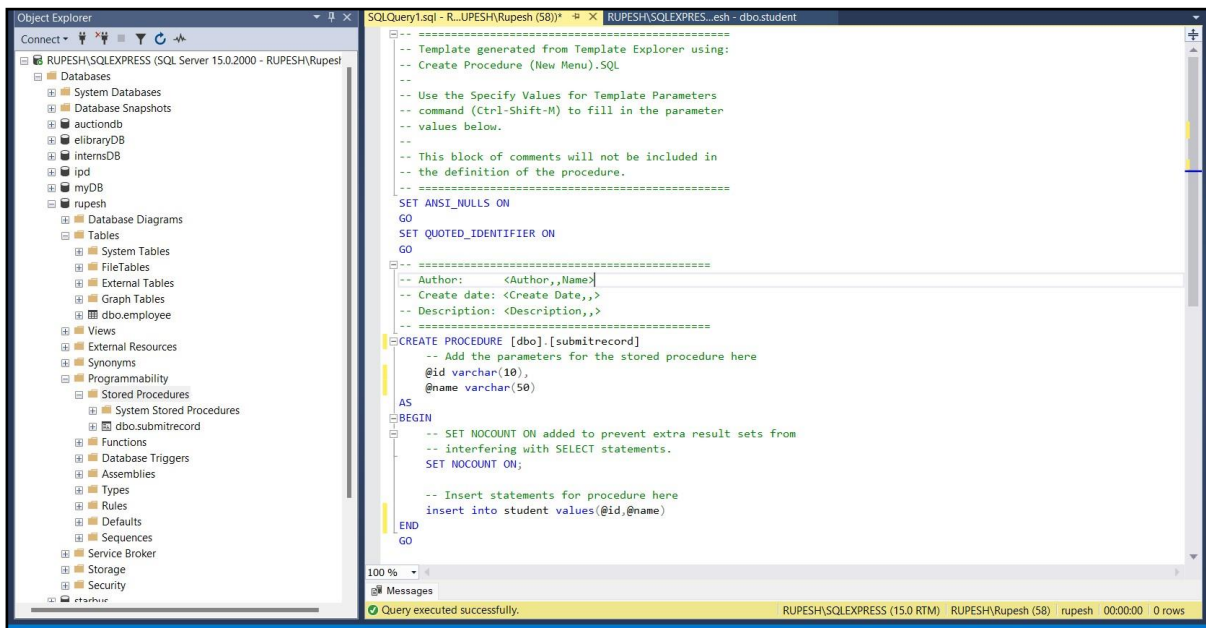 Object Explorer
Connect
RUPESH\SQLEXPRESS (SQL Server 15.0.2000 - RUPESH\Rupesh
Databases
System Databases
Database Snapshots
auctiondb
elibraryDB
internsDB
ipd
myDB
rupesh
Database Diagrams
Tables
System Tables
FileTables
External Tables
Graph Tables
dbo.employee
Views
External Resources
Synonyms
Programmability
Stored Procedures
System Stored Procedures
dbo.submitrecord
Functions
Database Triggers
Assemblies
Types
Rules
Defaults
Sequences
Service Broker
Storage
Security
starbus
SQLQuery1.sql - R...UPESH\Rupesh (58))* RUPESH\SQLEXPRES...esh - dbo.student
-- =============================================== 
-- Template generated from Template Explorer using:
-- Create Procedure (New Menu).SQL
--
-- Use the Specify Values for Template Parameters
-- command (Ctrl-Shift-M) to fill in the parameter
-- values below.
--
-- This block of comments will not be included in
-- the definition of the procedure.
-- ===============================================
SET ANSI_NULLS ON
GO
SET QUOTED_IDENTIFIER ON
GO
-- =============================================
-- Author: <Author,,Name>
-- Create date: <Create Date,,>
-- Description: <Description,,>
-- =============================================
CREATE PROCEDURE [dbo].[submitrecord]
-- Add the parameters for the stored procedure here
@id varchar(10),
@name varchar(50)
AS
BEGIN
-- SET NOCOUNT ON added to prevent extra result sets from
-- interfering with SELECT statements.
SET NOCOUNT ON;
-- Insert statements for procedure here
insert into student values(@id,@name)
END
GO
100 %
Messages
Query executed successfully. RUPESH\SQLEXPRESS (15.0 RTM) RUPESH\Rupesh (58) rupesh 00:00:00 0 rows